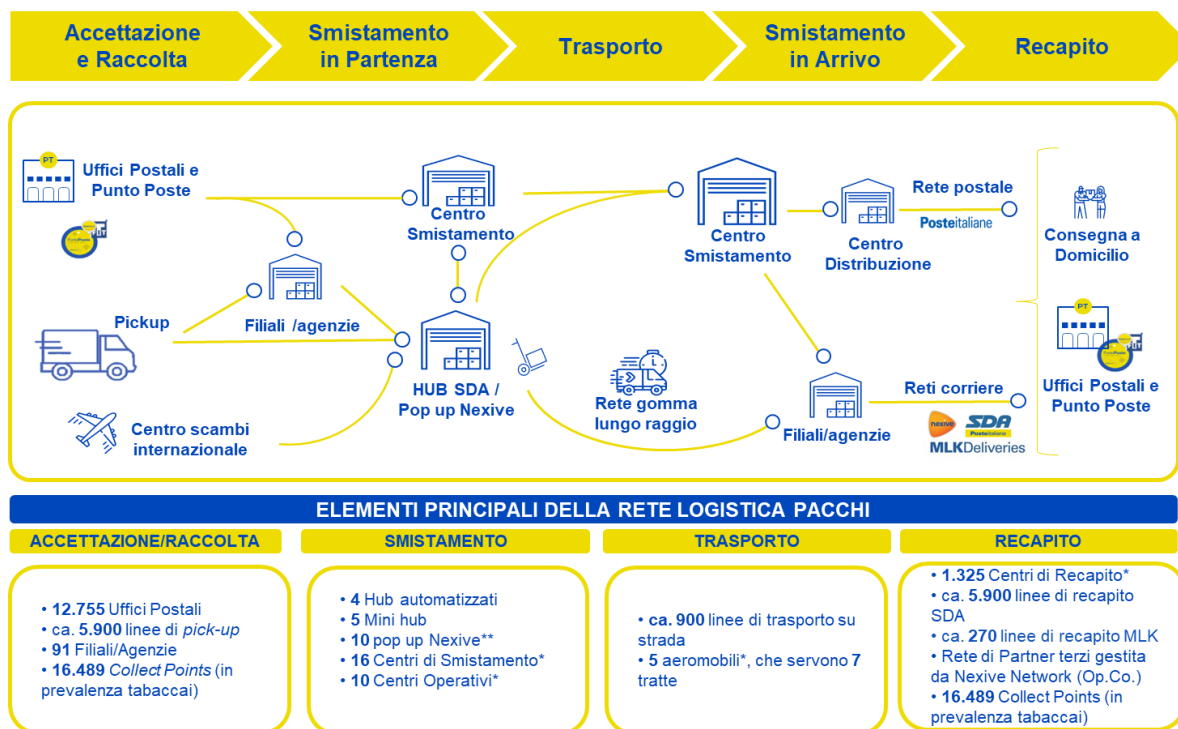 Accettazione
e Raccolta
Smistamento
in Partenza
Trasporto
Smistamento
in Arrivo
Recapito
PT
Uffici Postali e
Punto Poste
Centro
Smistamento
Centro
Smistamento
Centro
Distribuzione
Rete postale
Posteitaliane
Consegna a
Domicilio
Pickup
Filiali /agenzie
HUB SDA /
Pop up Nexive
Centro scambi
internazionale
Rete gomma
lungo raggio
Filiali/agenzie
Reti corriere
nexive
SDA
Posteitaliane
MLKDeliveries
PT
Uffici Postali e
Punto Poste
ELEMENTI PRINCIPALI DELLA RETE LOGISTICA PACCHI
ACCETTAZIONE/RACCOLTA
• 12.755 Uffici Postali
• ca. 5.900 linee di pick-up
• 91 Filiali/Agenzie
• 16.489 Collect Points (in
prevalenza tabaccai)
SMISTAMENTO
• 4 Hub automatizzati
• 5 Mini hub
• 10 pop up Nexive**
• 16 Centri di Smistamento*
• 10 Centri Operativi*
TRASPORTO
• ca. 900 linee di trasporto su
strada
• 5 aeromobili*, che servono 7
tratte
RECAPITO
• 1.325 Centri di Recapito*
• ca. 5.900 linee di recapito
SDA
• ca. 270 linee di recapito MLK
• Rete di Partner terzi gestita
da Nexive Network (Op.Co.)
• 16.489 Collect Points (in
prevalenza tabaccai)